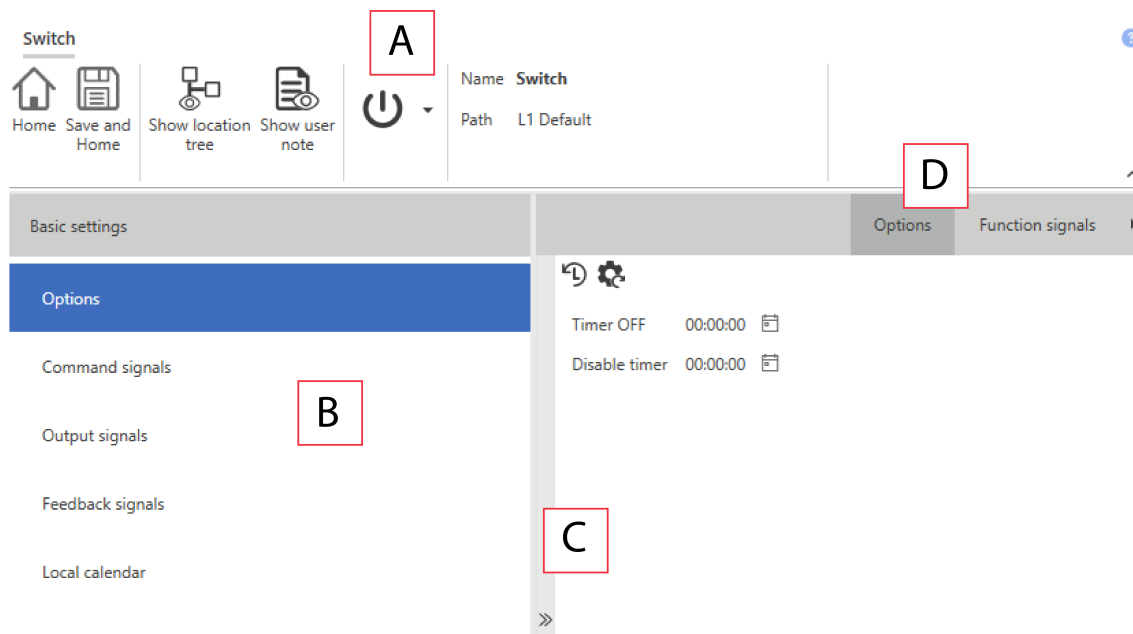 Switch
A
Name Switch
Path L1 Default
Home Save and Home
Show location tree
Show user note
D
Basic settings
Options Function signals
Options
Command signals
Output signals
Feedback signals
Local calendar
B
Timer OFF 00:00:00
Disable timer 00:00:00
C